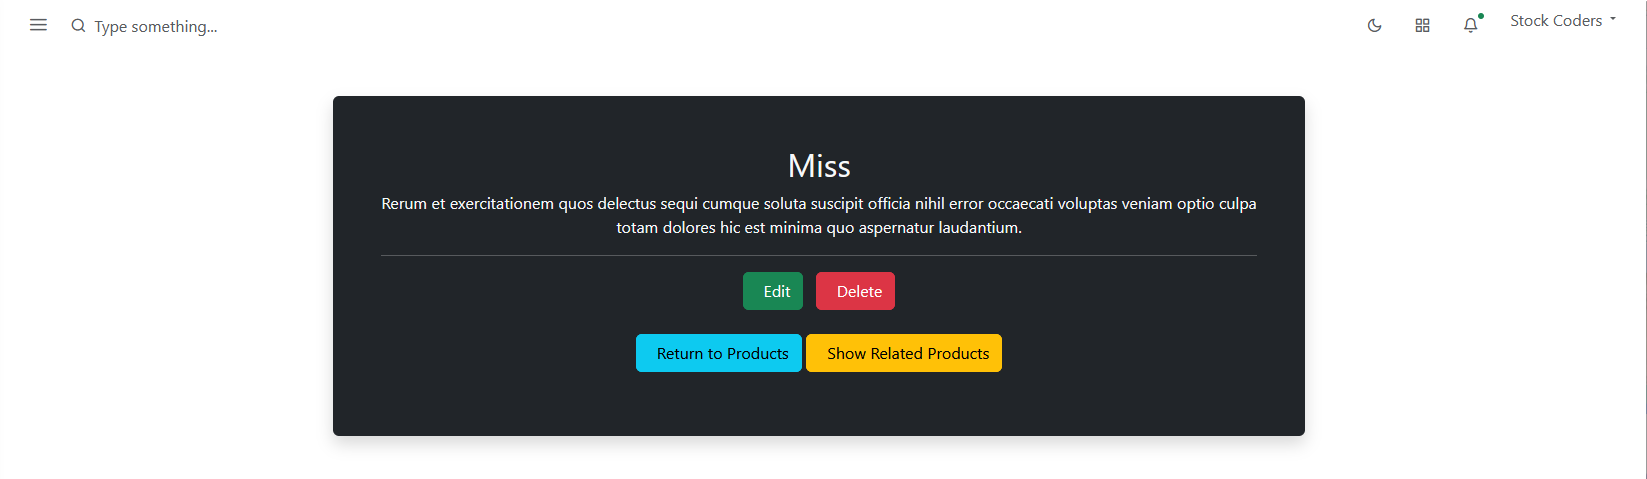 Type something...
Stock Coders
Miss
Rerum et exercitationem quos delectus sequi cumque soluta suscipit officia nihil error occaecati voluptas veniam optio culpa
totam dolores hic est minima quo aspernatur laudantium.
Edit Delete
Return to Products Show Related Products